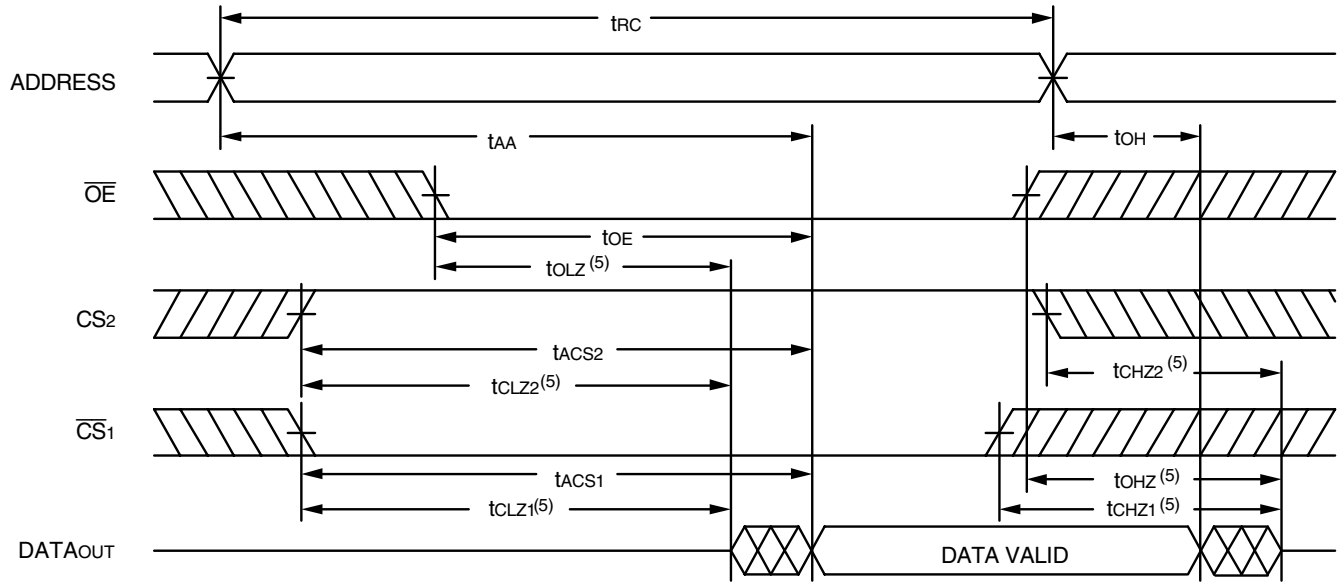 tRC
ADDRESS
tAA
tOH
OE
tOE
tOLZ (5)
CS2
tACS2
tCLZ2(5)
tCHZ2 (5)
CS1
tACS1
tOHZ (5)
tCLZ1(5)
tCHZ1 (5)
DATAOUT
DATA VALID